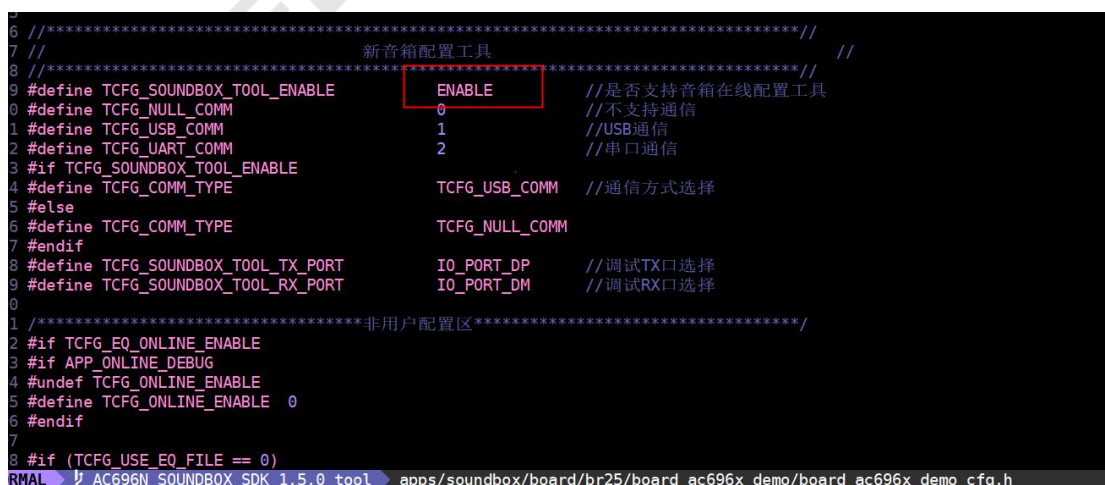 6 //*********************************************************************************//
7 // 新音箱配置工具 //
8 //*********************************************************************************//
9 #define TCFG_SOUNDBOX_TOOL_ENABLE ENABLE //是否支持音箱在线配置工具
0 #define TCFG_NULL_COMM 0 //不支持通信
1 #define TCFG_USB_COMM 1 //USB通信
2 #define TCFG_UART_COMM 2 //串口通信
3 #if TCFG_SOUNDBOX_TOOL_ENABLE
4 #define TCFG_COMM_TYPE TCFG_USB_COMM //通信方式选择
5 #else
6 #define TCFG_COMM_TYPE TCFG_NULL_COMM
7 #endif
8 #define TCFG_SOUNDBOX_TOOL_TX_PORT IO_PORT_DP //调试TX口选择
9 #define TCFG_SOUNDBOX_TOOL_RX_PORT IO_PORT_DM //调试RX口选择
0
1 /***********************************非用户配置区***********************************/
2 #if TCFG_EQ_ONLINE_ENABLE
3 #if APP_ONLINE_DEBUG
4 #undef TCFG_ONLINE_ENABLE
5 #define TCFG_ONLINE_ENABLE 0
6 #endif
7
8 #if (TCFG_USE_EQ_FILE == 0)
RMAL AC696N_SOUNDBOX_SDK_1.5.0_tool apps/soundbox/board/br25/board_ac696x_demo/board_ac696x_demo_cfg.h